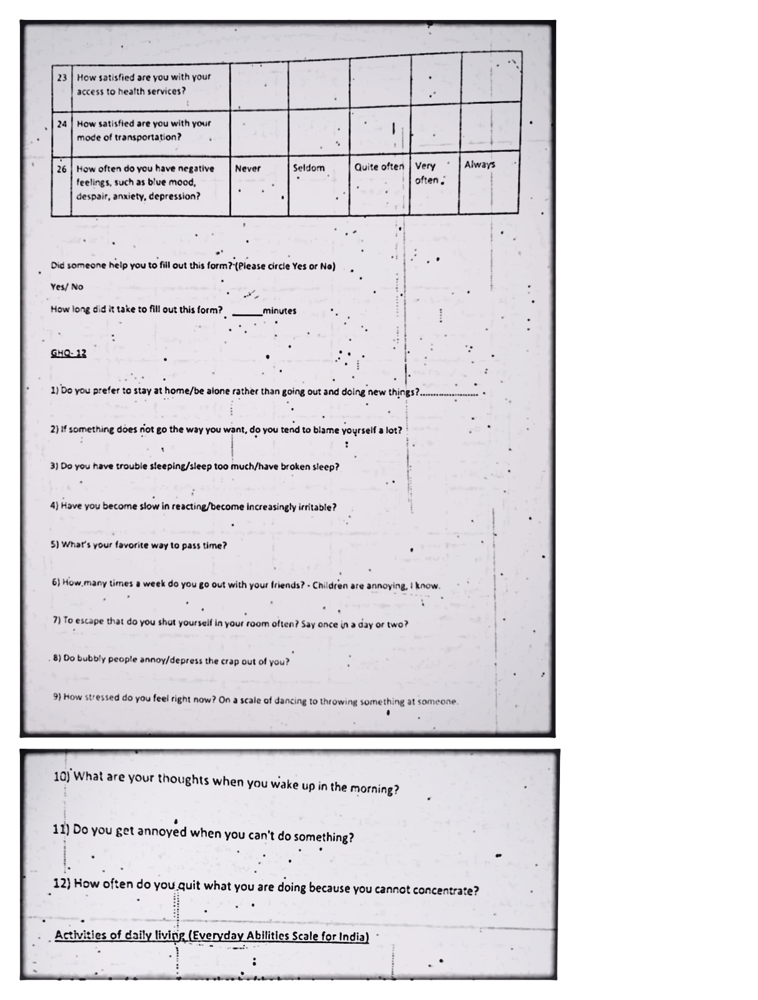 23 How satisfied are you with your
access to health services?
24 How satisfied are you with your
mode of transportation?
26 How often do you have negative Never Seldom Quite often Very Always
feelings, such as blue mood, often
despair, anxiety, depression?
Did someone help you to fill out this form? (Please circle Yes or No)
Yes/ No
How long did it take to fill out this form? ______minutes
GHQ- 12
1) Do you prefer to stay at home/be alone rather than going out and doing new things?......................
2) If something does not go the way you want, do you tend to blame yourself a lot?
3) Do you have trouble sleeping/sleep too much/have broken sleep?
4) Have you become slow in reacting/become increasingly irritable?
5) What's your favorite way to pass time?
6) How many times a week do you go out with your friends? - Children are annoying, I know.
7) To escape that do you shut yourself in your room often? Say once in a day or two?
8) Do bubbly people annoy/depress the crap out of you?
9) How stressed do you feel right now? On a scale of dancing to throwing something at someone.
10) What are your thoughts when you wake up in the morning?
11) Do you get annoyed when you can't do something?
12) How often do you quit what you are doing because you cannot concentrate?
Activities of daily living (Everyday Abilities Scale for India)